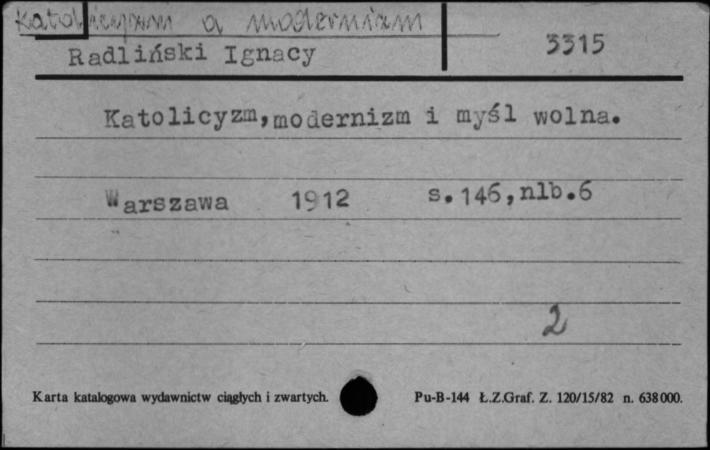 katolicyzm a modernizm
Radliński Ignacy 3315
Katolicyzm, modernizm i myśl wolna.
Warszawa 1912 s.146,nlb.6
2
Karta katalogowa wydawnictw ciągłych i zwartych. Pu-B-144 Ł.Z.Graf. Z. 120/15/82 n. 638000.